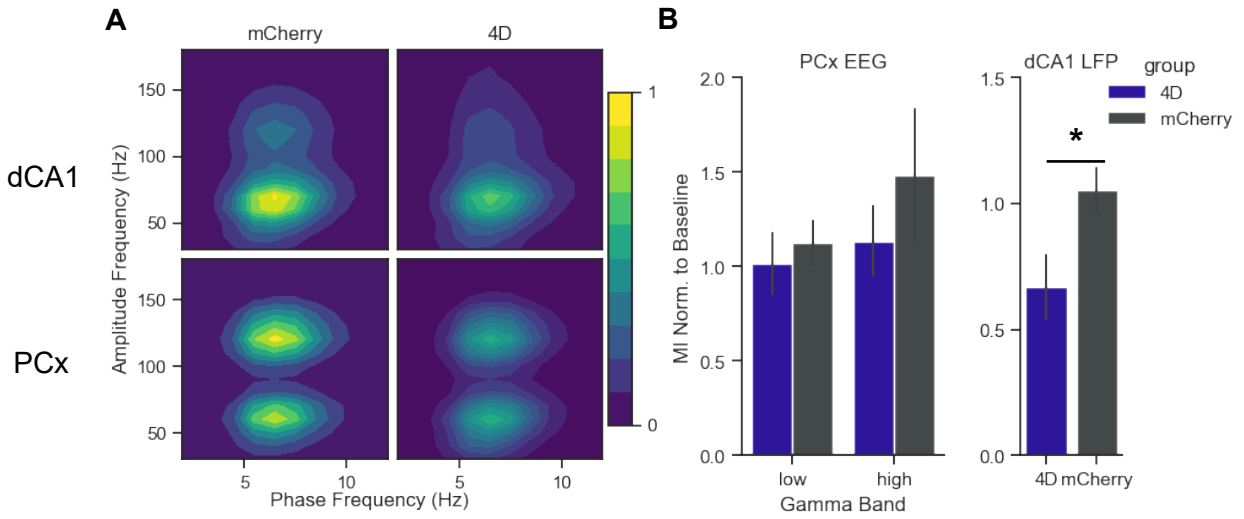 A
mCherry
4D
dCA1
PCx
Amplitude Frequency (Hz)
150
100
50
150
100
50
5
10
5
10
Phase Frequency (Hz)
1
0
B
PCx EEG
MI Norm. to Baseline
2.0
1.5
1.0
0.5
0.0
low
high
Gamma Band
dCA1 LFP
group
4D
mCherry
*
1.5
1.0
0.5
0.0
4D mCherry